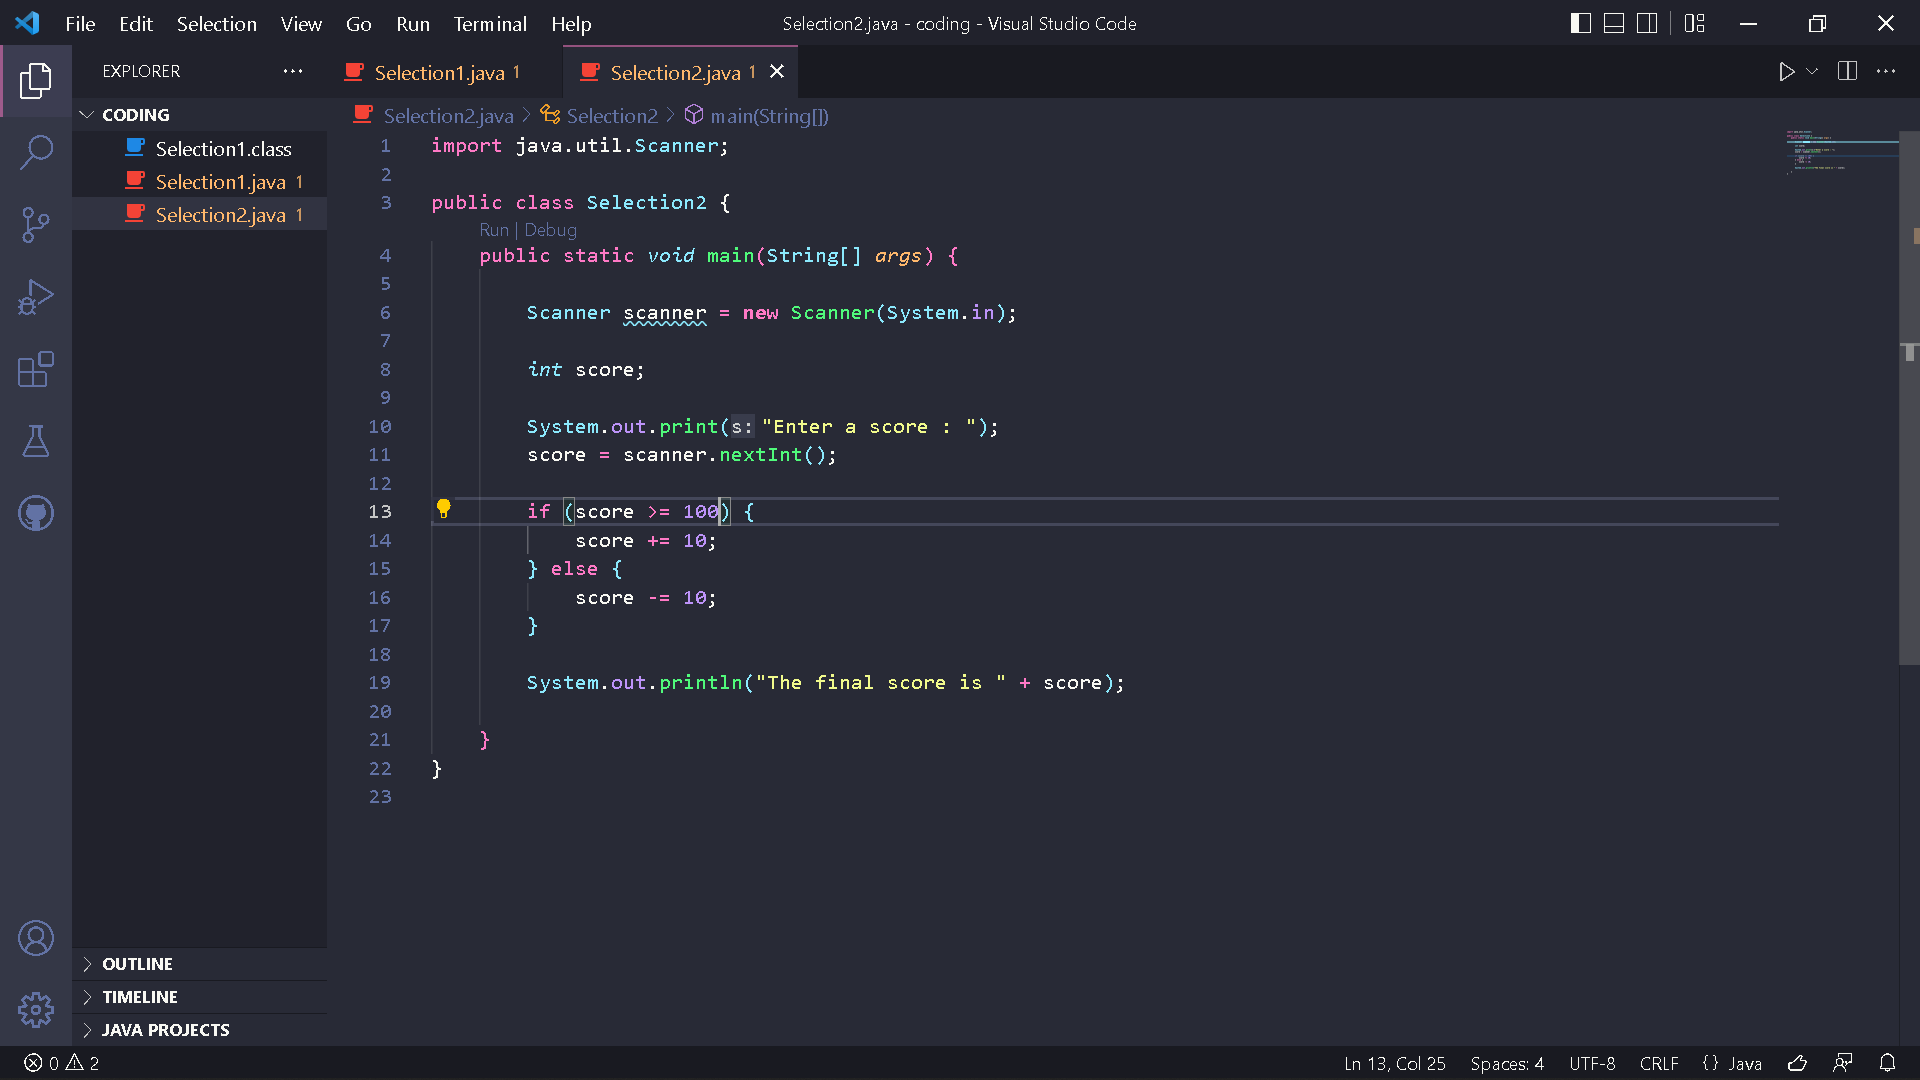 File Edit Selection View Go Run Terminal Help
Selection2.java - coding - Visual Studio Code
EXPLORER
Selection1.java 1
Selection2.java 1
CODING
Selection1.class
Selection1.java 1
Selection2.java 1
Selection2.java > Selection2 > main(String[])
1 import java.util.Scanner;
2
3 public class Selection2 {
Run | Debug
4 public static void main(String[] args) {
5
6 Scanner scanner = new Scanner(System.in);
7
8 int score;
9
10 System.out.print(s: "Enter a score : ");
11 score = scanner.nextInt();
12
13 if (score >= 100) {
14 score += 10;
15 } else {
16 score -= 10;
17 }
18
19 System.out.println("The final score is " + score);
20
21 }
22 }
23
OUTLINE
TIMELINE
JAVA PROJECTS
0 2
Ln 13, Col 25 Spaces: 4 UTF-8 CRLF {} Java